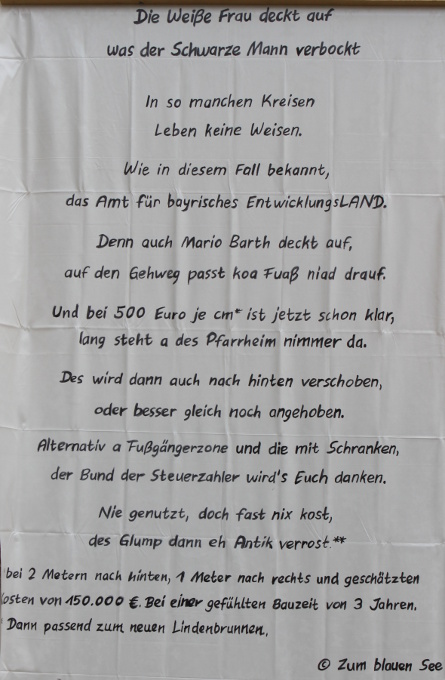 Die Weiße Frau deckt auf
was der Schwarze Mann verbockt
In so manchen Kreisen
Leben keine Weisen.
Wie in diesem Fall bekannt,
das Amt für bayrisches EntwicklungsLAND.
Denn auch Mario Barth deckt auf,
auf den Gehweg passt koa Fuaß niad drauf.
Und bei 500 Euro je cm* ist jetzt schon klar,
lang steht a des Pfarrheim nimmer da.
Des wird dann auch nach hinten verschoben,
oder besser gleich noch angehoben.
Alternativ a Fußgängerzone und die mit Schranken,
der Bund der Steuerzahler wird's Euch danken.
Nie genutzt, doch fast nix kost,
des Glump dann eh Antik verrost.**
bei 2 Metern nach hinten, 1 Meter nach rechts und geschätzten
osten von 150.000 €. Bei einer gefühlten Bauzeit von 3 Jahren.
Dann passend zum neuen Lindenbrunnen,
© Zum blauen See